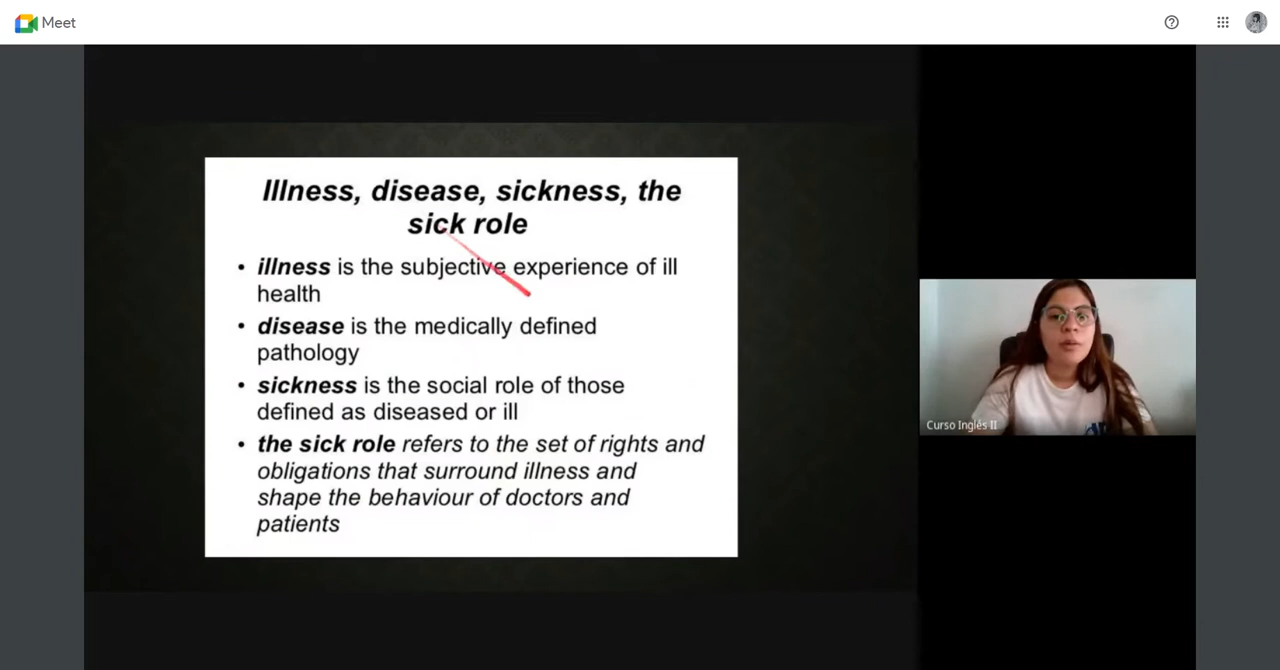 Meet
Illness, disease, sickness, the
sick role
• illness is the subjective experience of ill
health
• disease is the medically defined
pathology
• sickness is the social role of those
defined as diseased or ill
• the sick role refers to the set of rights and
obligations that surround illness and
shape the behaviour of doctors and
patients
Curso Inglés II